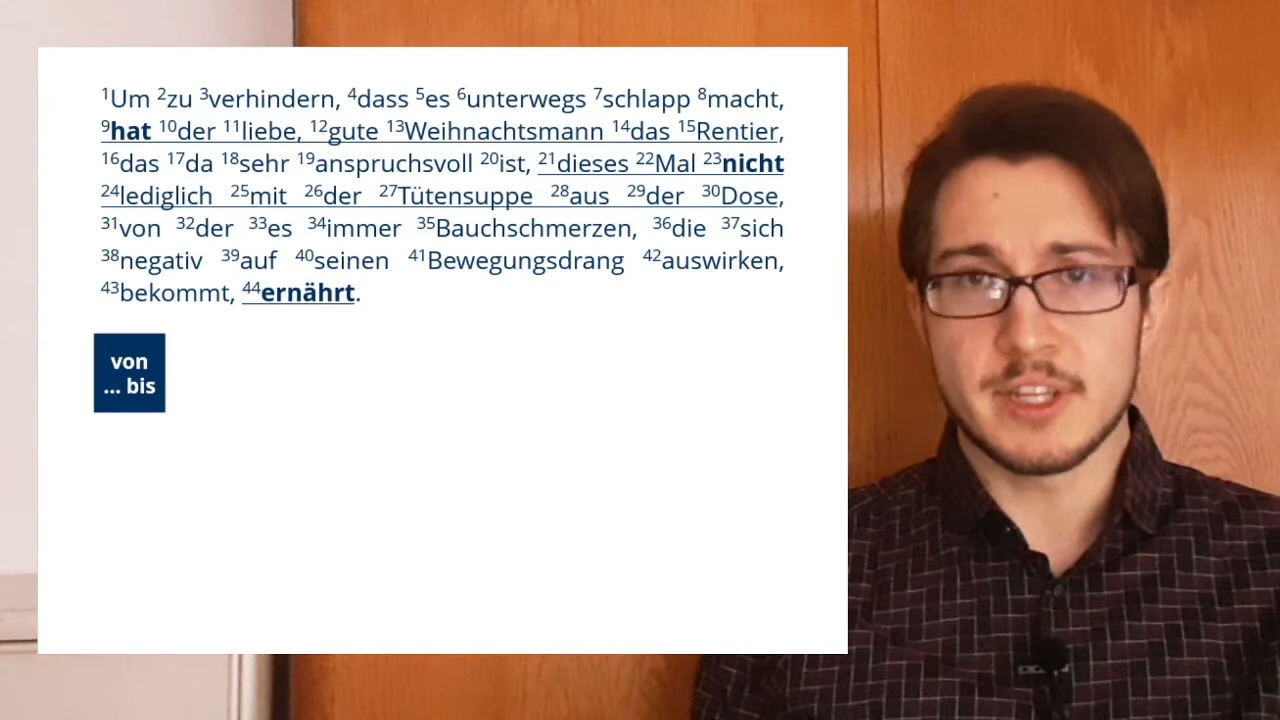 ¹Um ²zu ³verhindern, ⁴dass ⁵es ⁶unterwegs ⁷schlapp ⁸macht,
⁹hat ¹⁰der ¹¹liebe, ¹²gute ¹³Weihnachtsmann ¹⁴das ¹⁵Rentier,
¹⁶das ¹⁷da ¹⁸sehr ¹⁹anspruchsvoll ²⁰ist, ²¹dieses ²²Mal ²³nicht
²⁴lediglich ²⁵mit ²⁶der ²⁷Tütensuppe ²⁸aus ²⁹der ³⁰Dose,
³¹von ³²der ³³es ³⁴immer ³⁵Bauchschmerzen, ³⁶die ³⁷sich
³⁸negativ ³⁹auf ⁴⁰seinen ⁴¹Bewegungsdrang ⁴²auswirken,
⁴³bekommt, ⁴⁴ernährt.
von
... bis